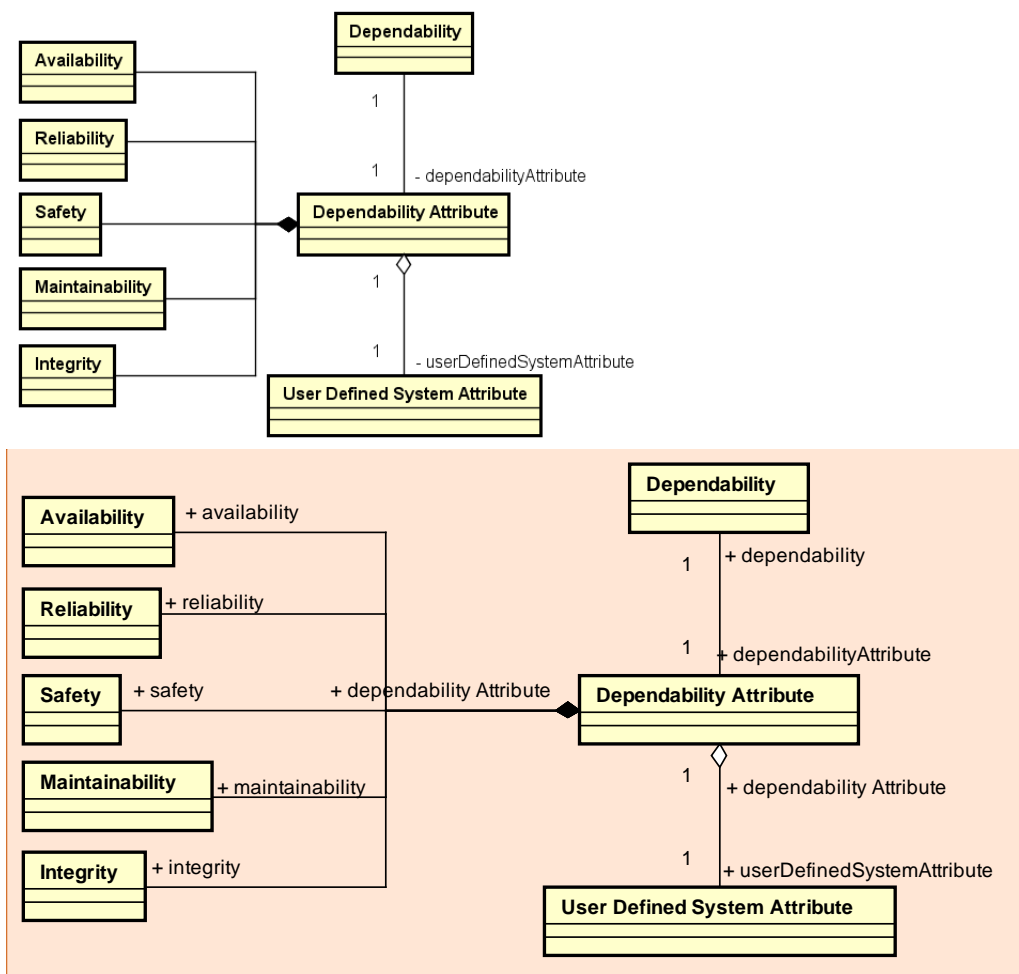 Dependability
Availability
1
Reliability
1
- dependabilityAttribute
Safety
Dependability Attribute
1
Maintainability
1
- userDefinedSystemAttribute
Integrity
User Defined System Attribute
Dependability
Availability
+ availability
1
+ dependability
Reliability
+ reliability
1
+ dependabilityAttribute
Safety
+ safety
+ dependability Attribute
Dependability Attribute
1
+ dependability Attribute
Maintainability
+ maintainability
1
+ userDefinedSystemAttribute
Integrity
+ integrity
User Defined System Attribute